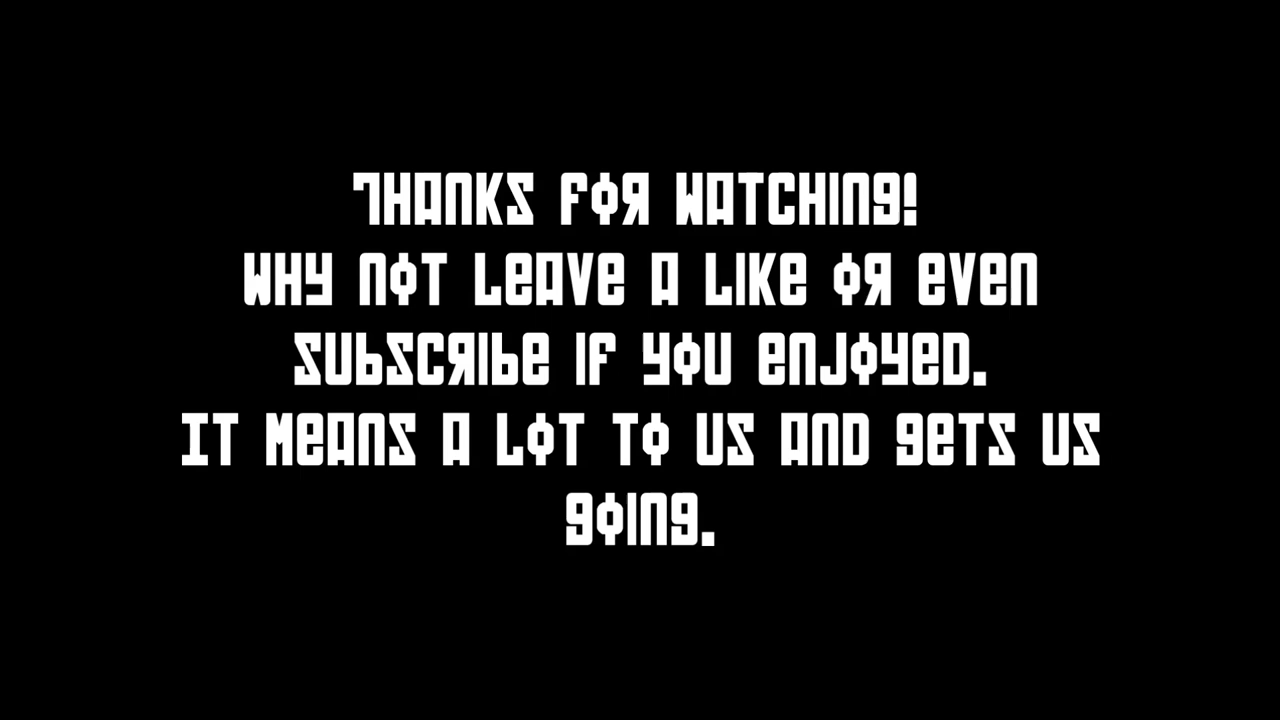 THANKS FOR WATCHING!
WHY NOT LEAVE A LIKE OR EVEN
SUBSCRIBE IF YOU ENJOYED.
IT MEANS A LOT TO US AND GETS US
GOING.